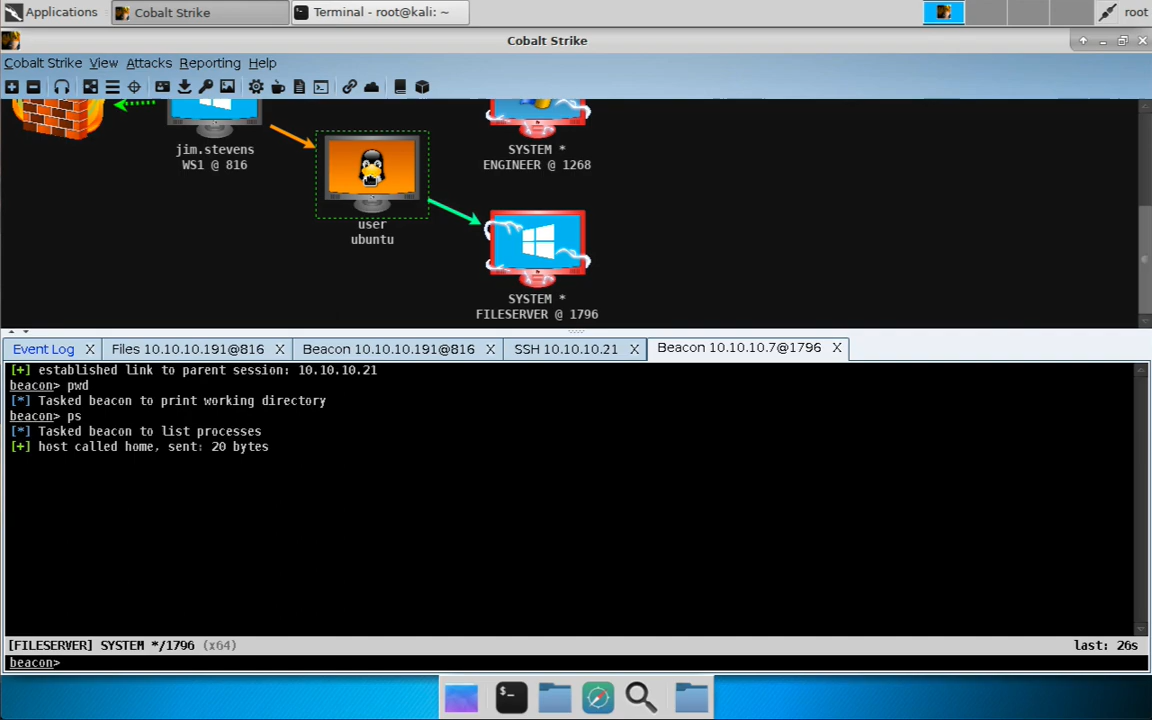 Applications Cobalt Strike Terminal - root@kali: ~ root
Cobalt Strike
Cobalt Strike View Attacks Reporting Help
jim.stevens
WS1 @ 816
SYSTEM *
ENGINEER @ 1268
user
ubuntu
SYSTEM *
FILESERVER @ 1796
Event Log X Files 10.10.10.191@816 X Beacon 10.10.10.191@816 X SSH 10.10.10.21 X Beacon 10.10.10.7@1796 X
[+] established link to parent session: 10.10.10.21
beacon> pwd
[*] Tasked beacon to print working directory
beacon> ps
[*] Tasked beacon to list processes
[+] host called home, sent: 20 bytes
[FILESERVER] SYSTEM */1796 (x64) last: 26s
beacon>
$_